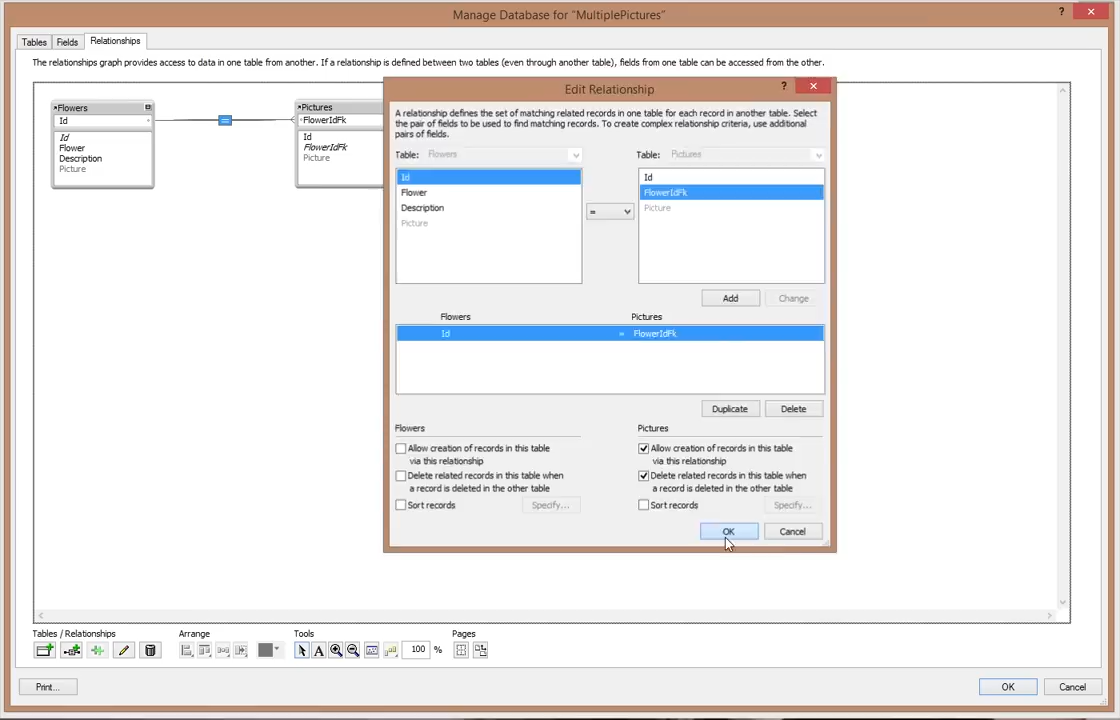 Manage Database for "MultiplePictures"
?
Tables
Fields
Relationships
The relationships graph provides access to data in one table from another. If a relationship is defined between two tables (even through another table), fields from one table can be accessed from the other.
Flowers
Id
Id
Flower
Description
Picture
=
Pictures
FlowerIdFk
Id
FlowerIdFk
Picture
Edit Relationship
?
A relationship defines the set of matching related records in one table for each record in another table. Select
the pair of fields to be used to find matching records. To create complex relationship criteria, use additional
pairs of fields.
Table: Flowers
Table: Pictures
Id
Flower
Description
Picture
=
Id
FlowerIdFk
Picture
Add
Change
Flowers
Pictures
Id = FlowerIdFk
Duplicate
Delete
Flowers
Pictures
Allow creation of records in this table
via this relationship
Delete related records in this table when
a record is deleted in the other table
Sort records
Specify...
Allow creation of records in this table
via this relationship
Delete related records in this table when
a record is deleted in the other table
Sort records
Specify...
OK
Cancel
Tables / Relationships
Arrange
Tools
Pages
A
100 %
Print...
OK
Cancel